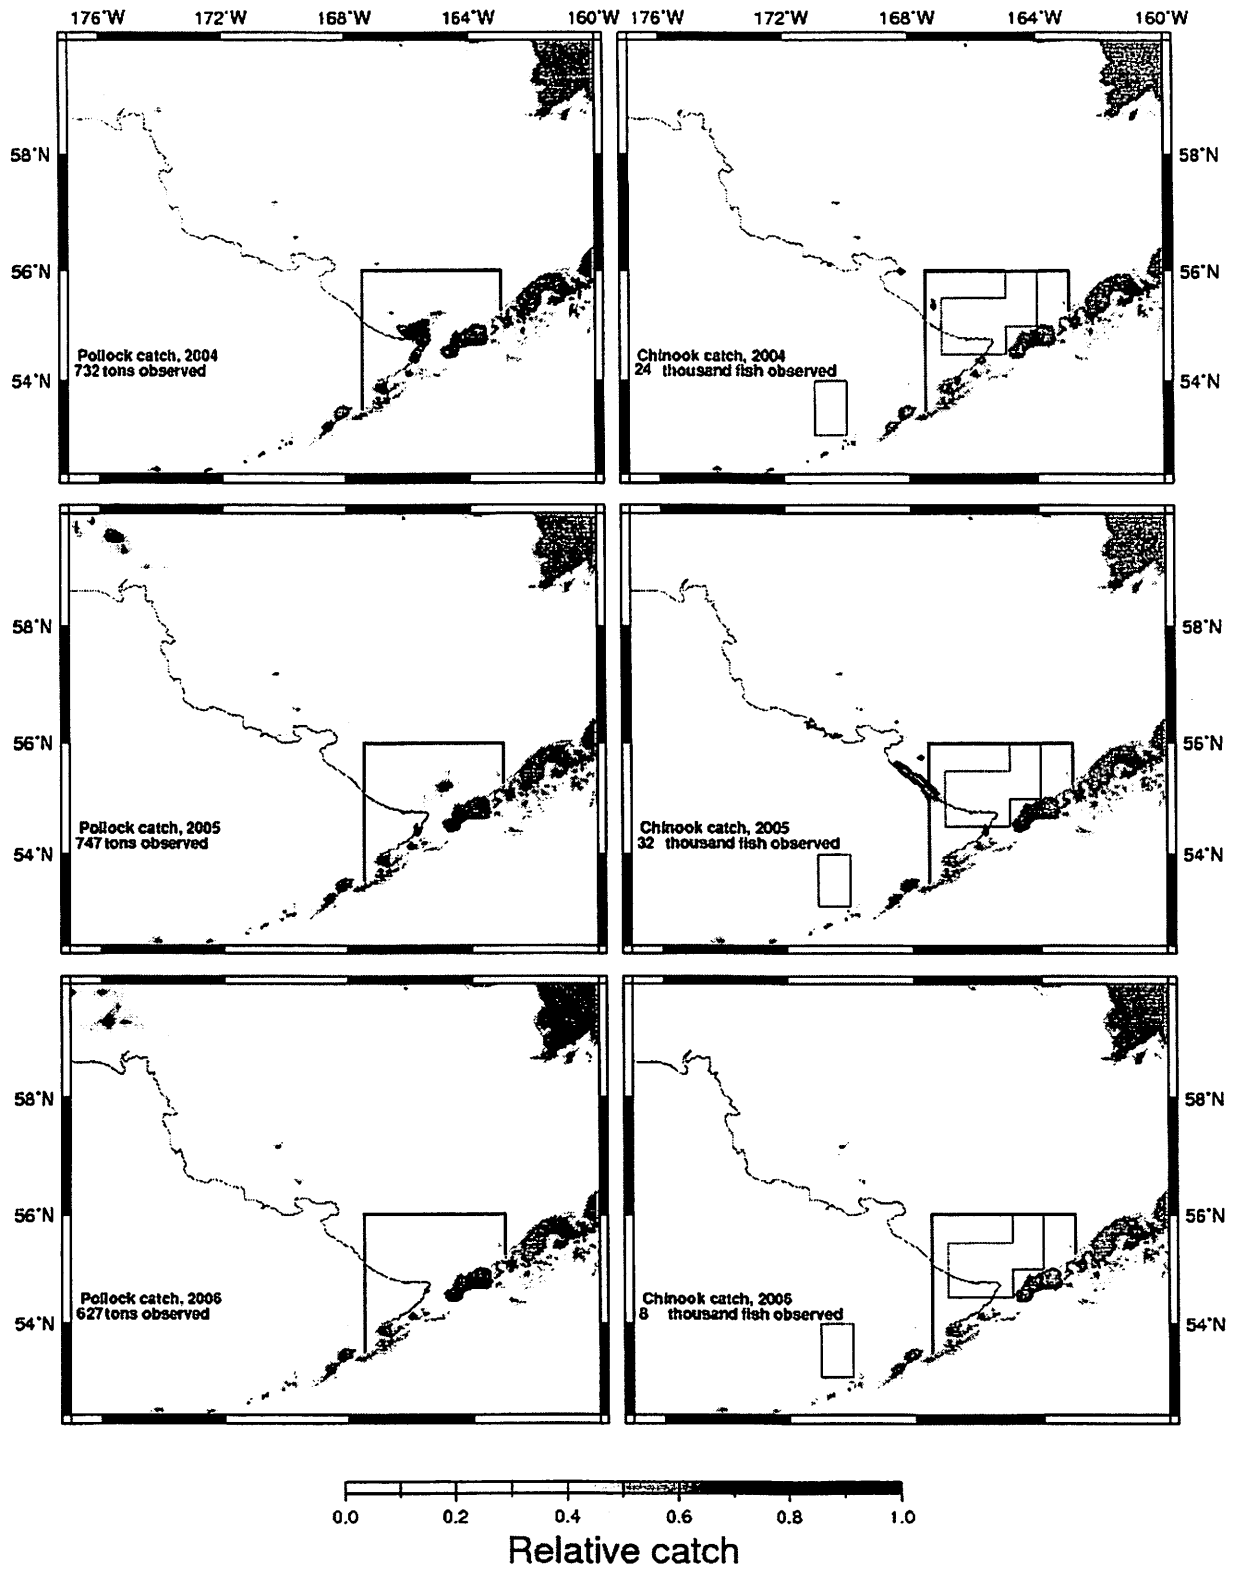 176°W 172°W 168°W 164°W 160°W 176°W 172°W 168°W 164°W 160°W
58°N 58°N
56°N 56°N
Pollock catch, 2004
732 tons observed
Chinook catch, 2004
24 thousand fish observed
54°N 54°N
58°N 58°N
56°N 56°N
Pollock catch, 2005
747 tons observed
Chinook catch, 2005
32 thousand fish observed
54°N 54°N
58°N 58°N
56°N 56°N
Pollock catch, 2006
627 tons observed
Chinook catch, 2006
8 thousand fish observed
54°N 54°N
0.0 0.2 0.4 0.6 0.8 1.0
Relative catch